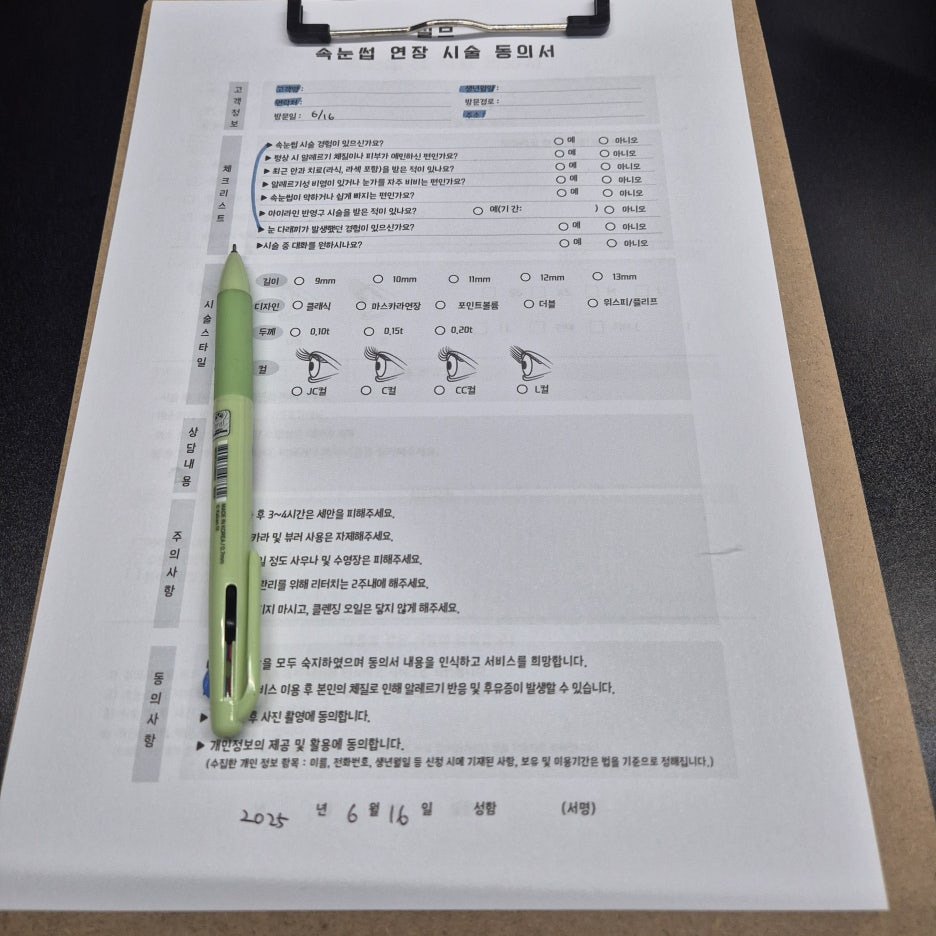 속눈썹 연장 시술 동의서
고객정보
고객명 : 생년월일 :
연락처 : 방문경로 :
방문일 : 6/16 주소 :
체크리스트
▶ 속눈썹 시술 경험이 있으신가요? ○ 예 ○ 아니오
▶ 평상 시 알레르기 체질이나 피부가 예민하신 편인가요? ○ 예 ○ 아니오
▶ 최근 안과 치료(라식, 라섹 포함)을 받은 적이 있나요? ○ 예 ○ 아니오
▶ 알레르기성 비염이 있거나 눈가를 자주 비비는 편인가요? ○ 예 ○ 아니오
▶ 속눈썹이 약하거나 쉽게 빠지는 편인가요? ○ 예 ○ 아니오
▶ 아이라인 반영구 시술을 받은 적이 있나요? ○ 예(기 간: ) ○ 아니오
▶ 눈 다래끼가 발생했던 경험이 있으신가요? ○ 예 ○ 아니오
▶시술 중 대화를 원하시나요? ○ 예 ○ 아니오
시술스타일
길이 ○ 9mm ○ 10mm ○ 11mm ○ 12mm ○ 13mm
디자인 ○ 클래식 ○ 마스카라연장 ○ 포인트볼륨 ○ 더블 ○ 위스피/플리프
두께 ○ 0.10t ○ 0.15t ○ 0.20t
컬
○ JC컬 ○ C컬 ○ CC컬 ○ L컬
상담내용
주의사항
후 3~4시간은 세안을 피해주세요.
카라 및 뷰러 사용은 자제해주세요.
일 정도 사우나 및 수영장은 피해주세요.
관리를 위해 리터치는 2주내에 해주세요.
지 마시고, 클렌징 오일은 닿지 않게 해주세요.
동의사항
을 모두 숙지하였으며 동의서 내용을 인식하고 서비스를 희망합니다.
비스 이용 후 본인의 체질로 인해 알레르기 반응 및 후유증이 발생할 수 있습니다.
▶ 후 사진 촬영에 동의합니다.
▶ 개인정보의 제공 및 활용에 동의합니다.
(수집한 개인 정보 항목 : 이름, 전화번호, 생년월일 등 신청 시에 기재된 사항, 보유 및 이용기간은 법을 기준으로 정해집니다.)
2025 년 6 월 16 일 성함 (서명)
MADE IN KOREA / 0.7mm